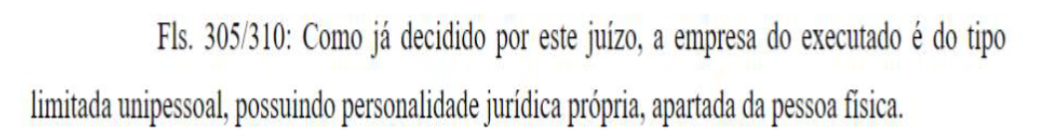 Fls. 305/310: Como já decidido por este juízo, a empresa do executado é do tipo
limitada unipessoal, possuindo personalidade jurídica própria, apartada da pessoa física.